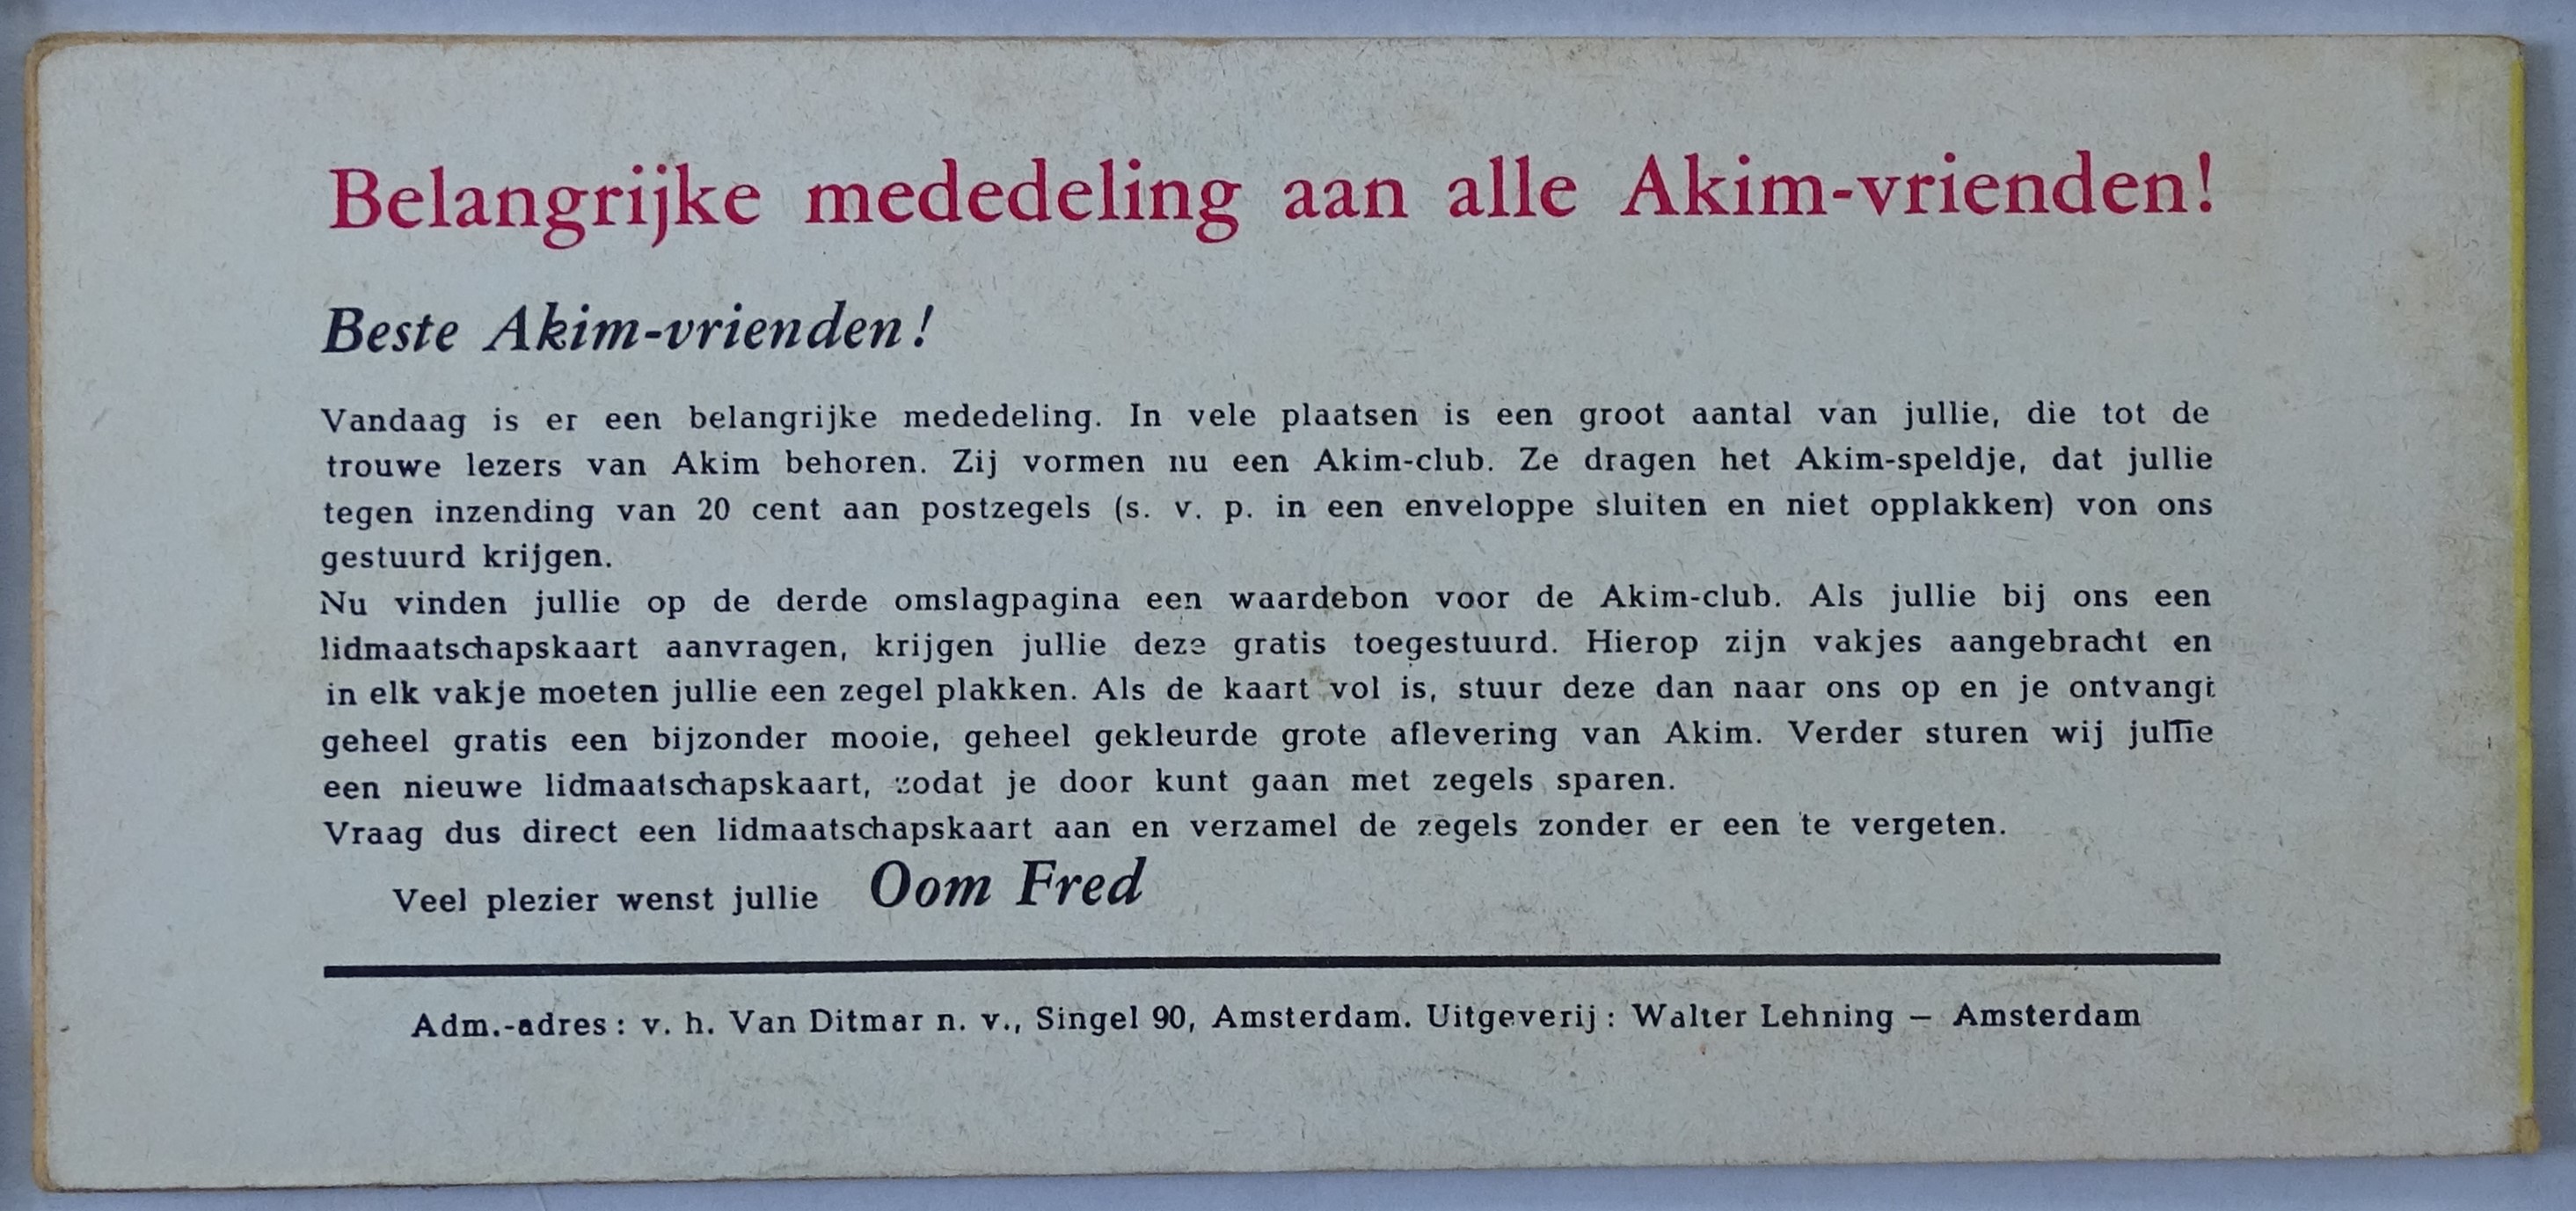 Belangrijke mededeling aan alle Akim-vrienden!
Beste Akim-vrienden!
Vandaag is er een belangrijke mededeling. In vele plaatsen is een groot aantal van jullie, die tot de
trouwe lezers van Akim behoren. Zij vormen nu een Akim-club. Ze dragen het Akim-speldje, dat jullie
tegen inzending van 20 cent aan postzegels (s. v. p. in een enveloppe sluiten en niet opplakken) von ons
gestuurd krijgen.
Nu vinden jullie op de derde omslagpagina een waardebon voor de Akim-club. Als jullie bij ons een
lidmaatschapskaart aanvragen, krijgen jullie deze gratis toegestuurd. Hierop zijn vakjes aangebracht en
in elk vakje moeten jullie een zegel plakken. Als de kaart vol is, stuur deze dan naar ons op en je ontvangt
geheel gratis een bijzonder mooie, geheel gekleurde grote aflevering van Akim. Verder sturen wij jullie
een nieuwe lidmaatschapskaart, zodat je door kunt gaan met zegels sparen.
Vraag dus direct een lidmaatschapskaart aan en verzamel de zegels zonder er een te vergeten.
Veel plezier wenst jullie Oom Fred
Adm.-adres: v. h. Van Ditmar n. v., Singel 90, Amsterdam. Uitgeverij: Walter Lehning — Amsterdam